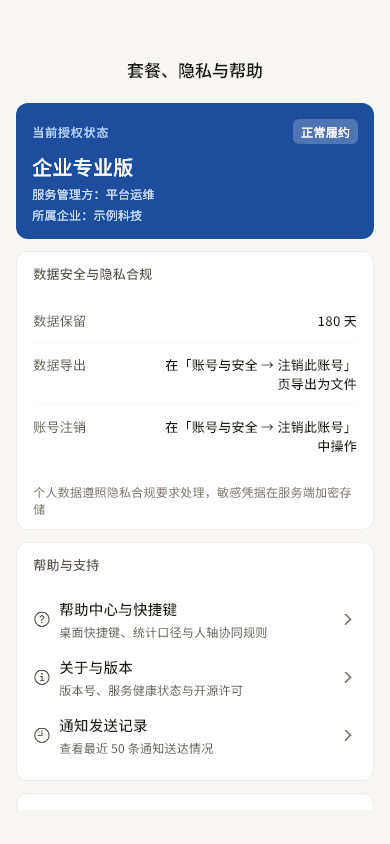 套餐、隐私与帮助
当前授权状态
正常履约
企业专业版
服务管理方：平台运维
所属企业：示例科技
数据安全与隐私合规
数据保留
180 天
数据导出
在「账号与安全 → 注销此账号」
页导出为文件
账号注销
在「账号与安全 → 注销此账号」
中操作
个人数据遵照隐私合规要求处理，敏感凭据在服务端加密存
储
帮助与支持
帮助中心与快捷键
桌面快捷键、统计口径与人轴协同规则
关于与版本
版本号、服务健康状态与开源许可
通知发送记录
查看最近 50 条通知送达情况